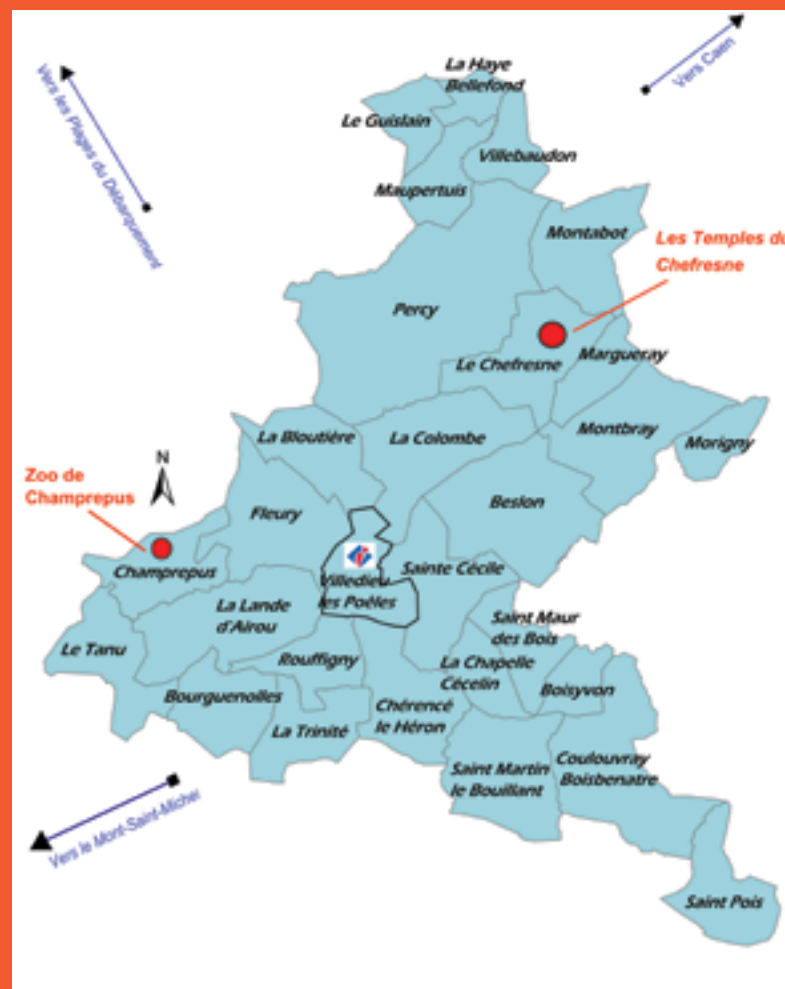 Vers les Plages du Débarquement
Vers Caen
La Haye
Bellefond
Le Guislain
Villebaudon
Maupertuis
Montabot
Les Temples du
Chefresne
Percy
Le Chefresne
Margueray
La Bloutière
La Colombe
Montbray
Morigny
N
Zoo de
Champrepus
Fleury
Beslon
Champrepus
Villedieu
les Poêles
Sainte Cécile
La Lande
d'Airou
Saint Maur
des Bois
Le Tanu
Rouffigny
La Chapelle
Cécelin
Bourguenolles
Boisyvon
La Trinité
Chérencé
le Héron
Saint Martin
le Bouillant
Coulouvray
Boisbenatre
Vers le Mont-Saint-Michel
Saint Pois